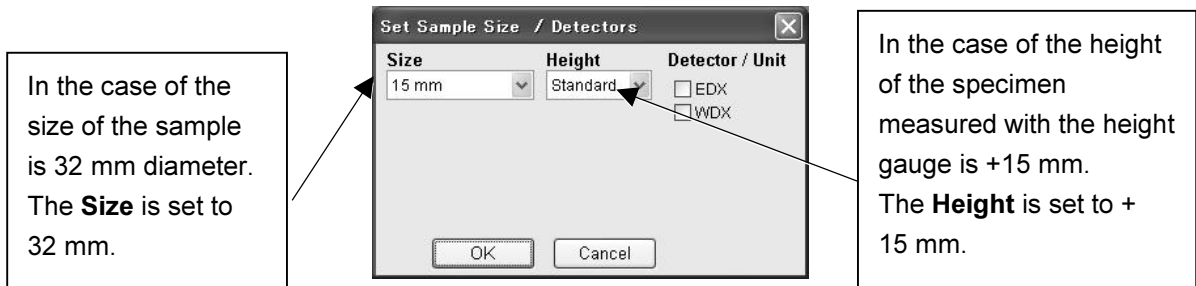 In the case of the
size of the sample
is 32 mm diameter.
The Size is set to
32 mm.
Set Sample Size / Detectors
Size Height Detector / Unit
15 mm Standard EDX
WDX
OK Cancel
In the case of the height
of the specimen
measured with the height
gauge is +15 mm.
The Height is set to +
15 mm.